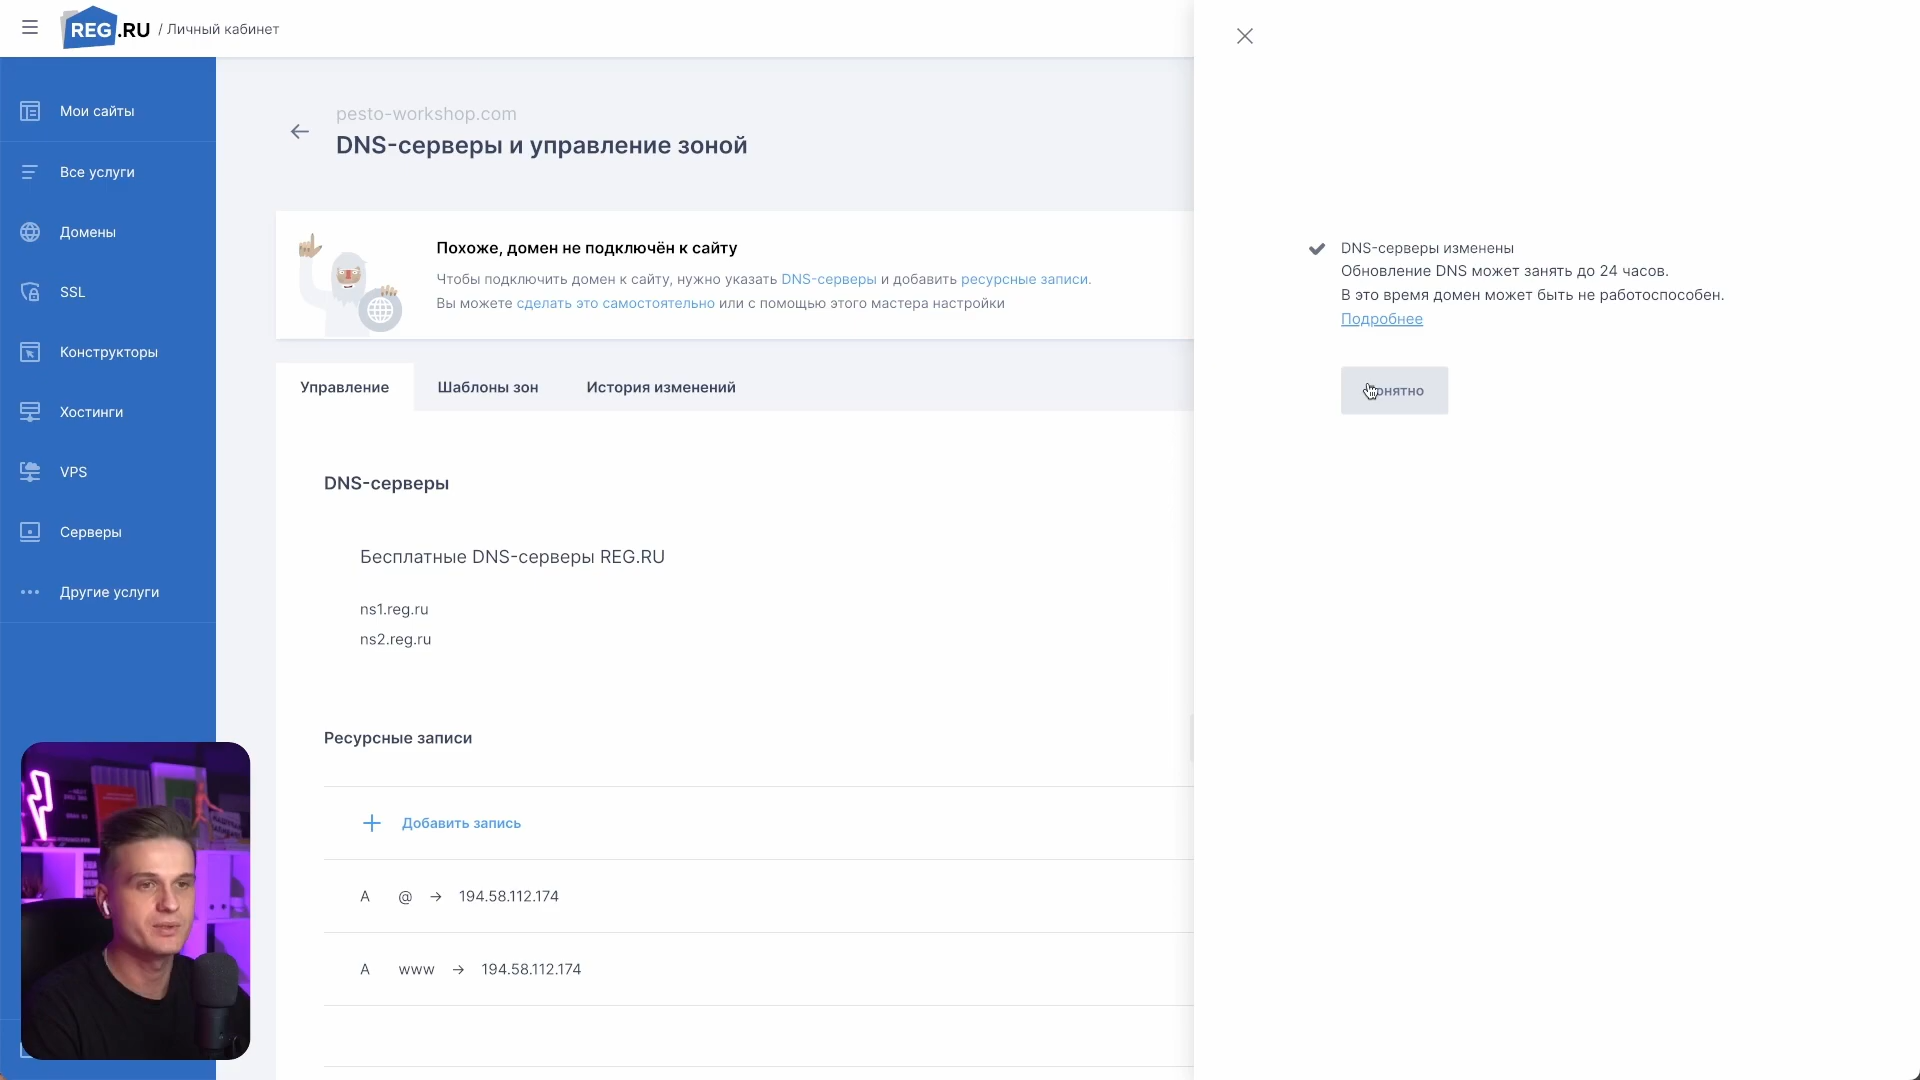 REG.RU / Личный кабинет
Мои сайты
Все услуги
Домены
SSL
Конструкторы
Хостинги
VPS
Серверы
Другие услуги
pesto-workshop.com
DNS-серверы и управление зоной
Похоже, домен не подключён к сайту
Чтобы подключить домен к сайту, нужно указать DNS-серверы и добавить ресурсные записи.
Вы можете сделать это самостоятельно или с помощью этого мастера настройки
Управление
Шаблоны зон
История изменений
DNS-серверы
Бесплатные DNS-серверы REG.RU
ns1.reg.ru
ns2.reg.ru
Ресурсные записи
+ Добавить запись
A @ → 194.58.112.174
A www → 194.58.112.174
DNS-серверы изменены
Обновление DNS может занять до 24 часов.
В это время домен может быть не работоспособен.
Подробнее